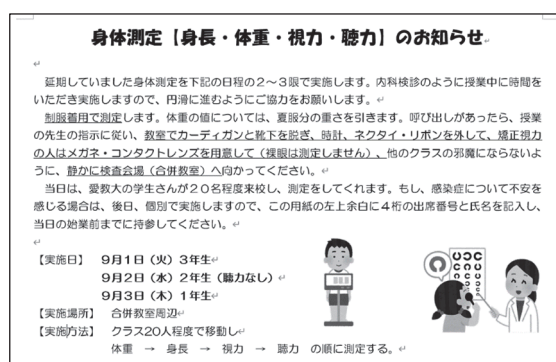 身体測定【身長・体重・視力・聴力】のお知らせ
延期していました身体測定を下記の日程の2~3限で実施します。内科検診のように授業中に時間を
いただき実施しますので、円滑に進むようにご協力をお願いします。
制服着用で測定します。体重の値については、夏服分の重さを引きます。呼び出しがあったら、授業
の先生の指示に従い、教室でカーディガンと靴下を脱ぎ、時計、ネクタイ・リボンを外して、矯正視力
の人はメガネ・コンタクトレンズを用意して(裸眼は測定しません)、他のクラスの邪魔にならないよ
うに、静かに検査会場(合併教室)へ向かってください。
当日は、愛教大の学生さんが20名程度来校し、測定をしてくれます。もし、感染症について不安を
感じる場合は、後日、個別で実施しますので、この用紙の左上余白に4桁の出席番号と氏名を記入し、
当日の始業前までに持参してください。
【実施日】 9月1日(火)3年生
9月2日(水)2年生(聴力なし)
9月3日(木)1年生
【実施場所】 合併教室周辺
【実施方法】 クラス20人程度で移動し
体重 → 身長 → 視力 → 聴力 の順に測定する。